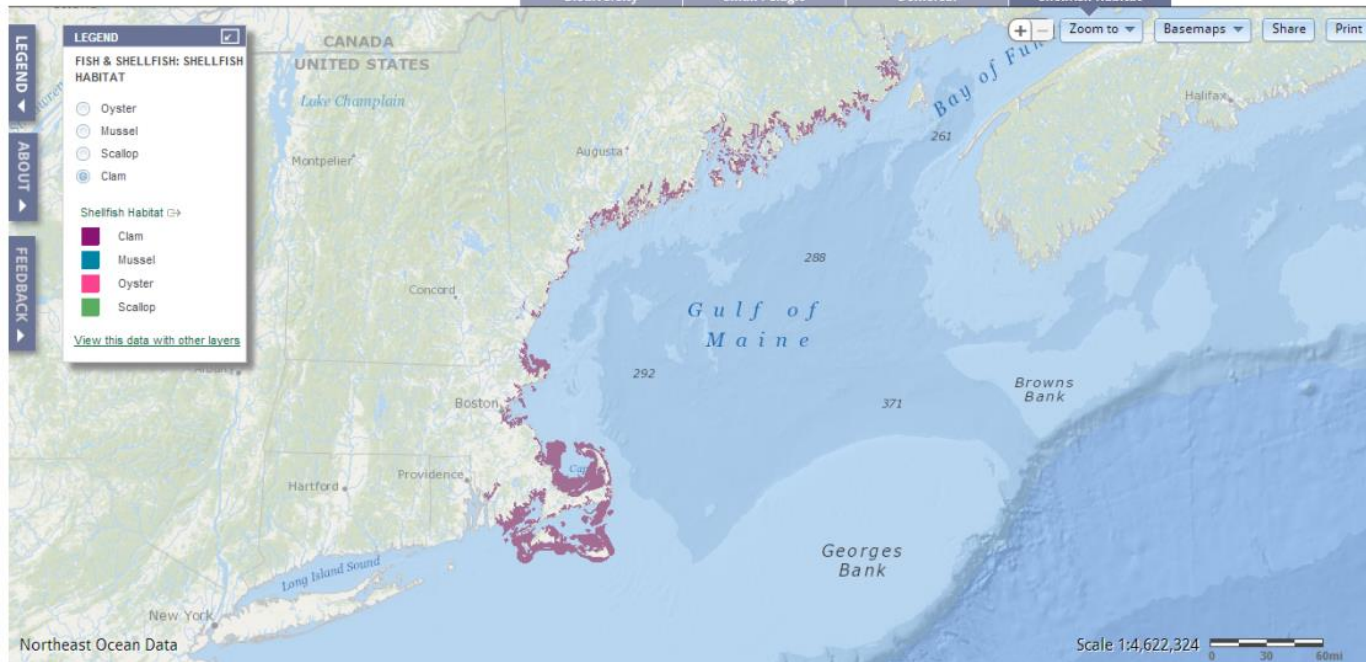 Zoom to
Basemaps
Share
Print
LEGEND
ABOUT
FEEDBACK
LEGEND
FISH & SHELLFISH: SHELLFISH
HABITAT
Oyster
Mussel
Scallop
Clam
Shellfish Habitat
Clam
Mussel
Oyster
Scallop
View this data with other layers
CANADA
UNITED STATES
Lake Champlain
Montpelier
Augusta
Bay of Fun
Halifax
261
288
Concord
Gulf of
Maine
292
371
Browns
Bank
Boston
Providence
Hartford
Georges
Bank
Long Island Sound
New York
Northeast Ocean Data
Scale 1:4,622,324
0 30 60mi